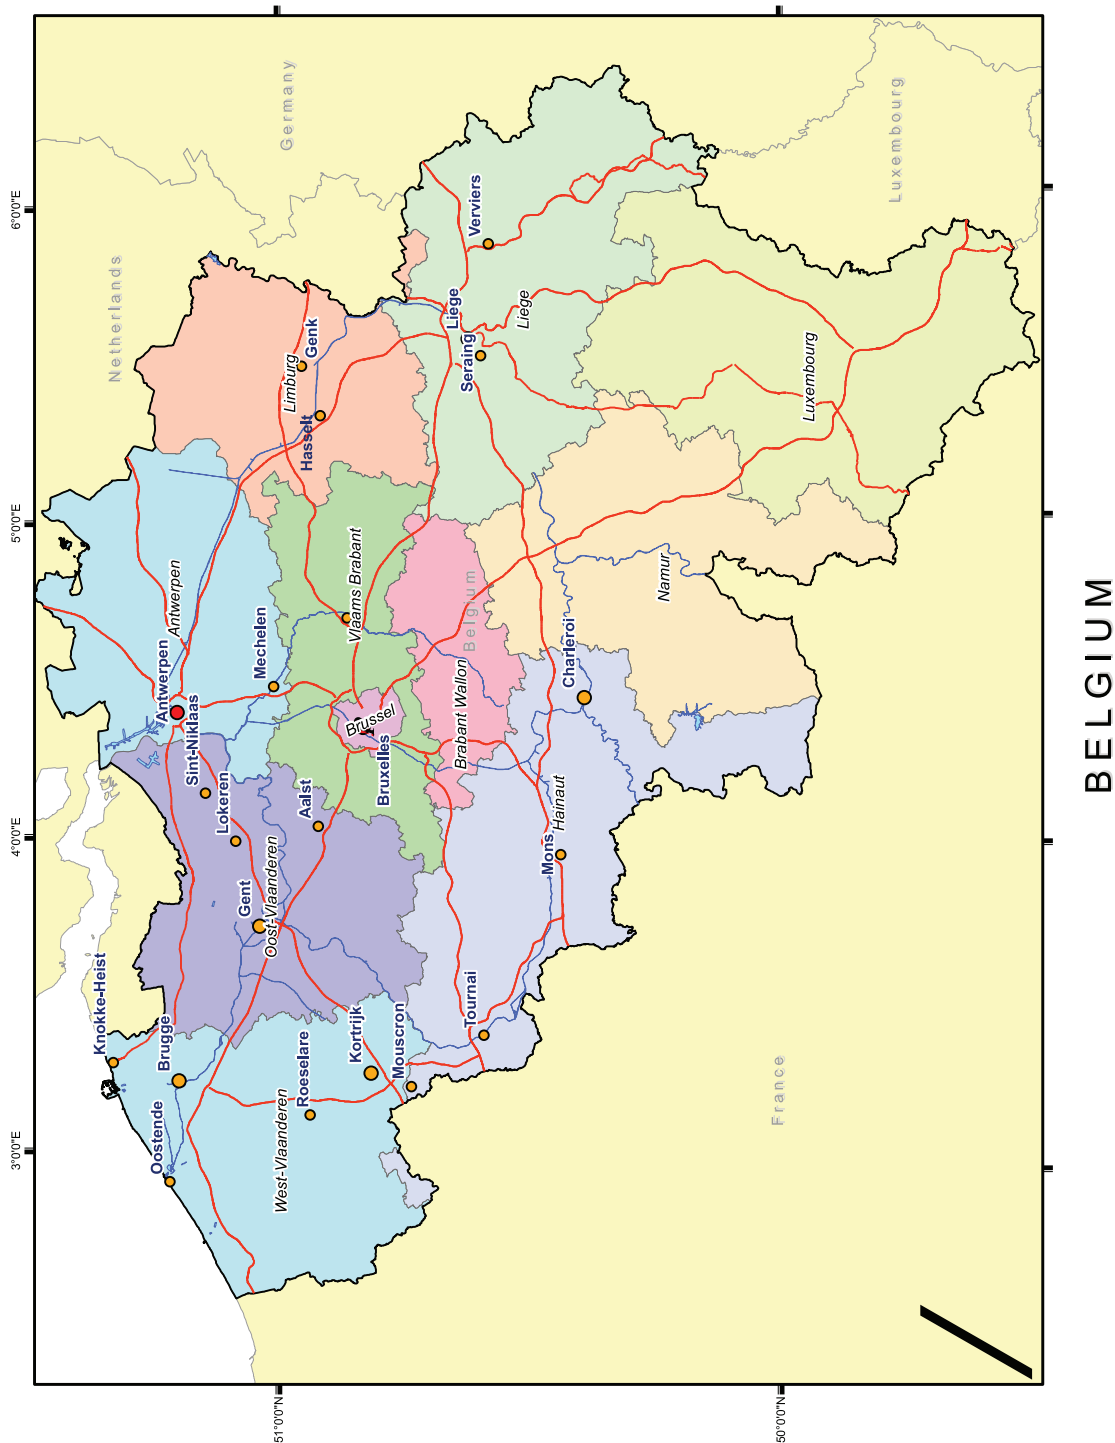 BELGIUM
6°0'0"E
5°0'0"E
4°0'0"E
3°0'0"E
51°0'0"N
50°0'0"N
Netherlands
Germany
Luxembourg
France
Belgium
Knokke-Heist
Oostende
Brugge
Roeselare
Kortrijk
Mouscron
West-Vlaanderen
Gent
Oost-Vlaanderen
Lokeren
Sint-Niklaas
Aalst
Antwerpen
Antwerpen
Mechelen
Vlaams Brabant
Brussel
Bruxelles
Brabant Wallon
Limburg
Genk
Hasselt
Liege
Seraing
Liege
Verviers
Luxembourg
Namur
Charleroi
Hainaut
Mons
Tournai